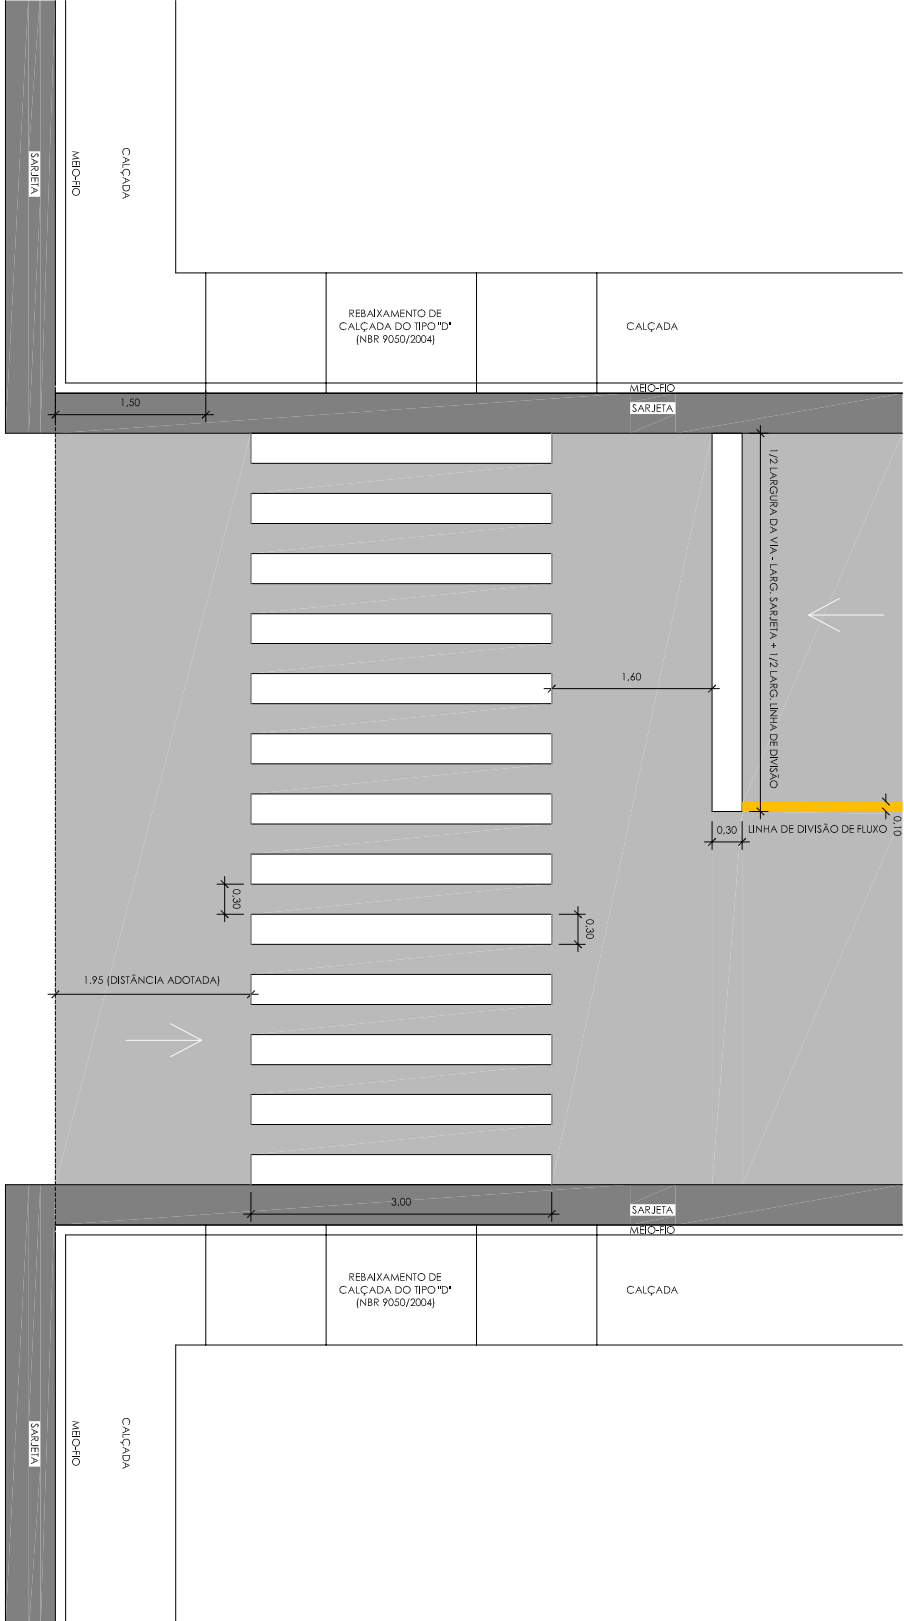 SARJETA
MEIO-FIO
CALÇADA
REBAIXAMENTO DE
CALÇADA DO TIPO "D"
(NBR 9050/2004)
CALÇADA
MEIO-FIO
SARJETA
1,50
1/2 LARGURA DA VIA - LARG. SARJETA + 1/2 LARG. LINHA DE DIVISÃO
1,60
0,10
0,30
LINHA DE DIVISÃO DE FLUXO
0,30
0,30
1.95 (DISTÂNCIA ADOTADA)
3,00
SARJETA
MEIO-FIO
REBAIXAMENTO DE
CALÇADA DO TIPO "D"
(NBR 9050/2004)
CALÇADA
SARJETA
MEIO-FIO
CALÇADA